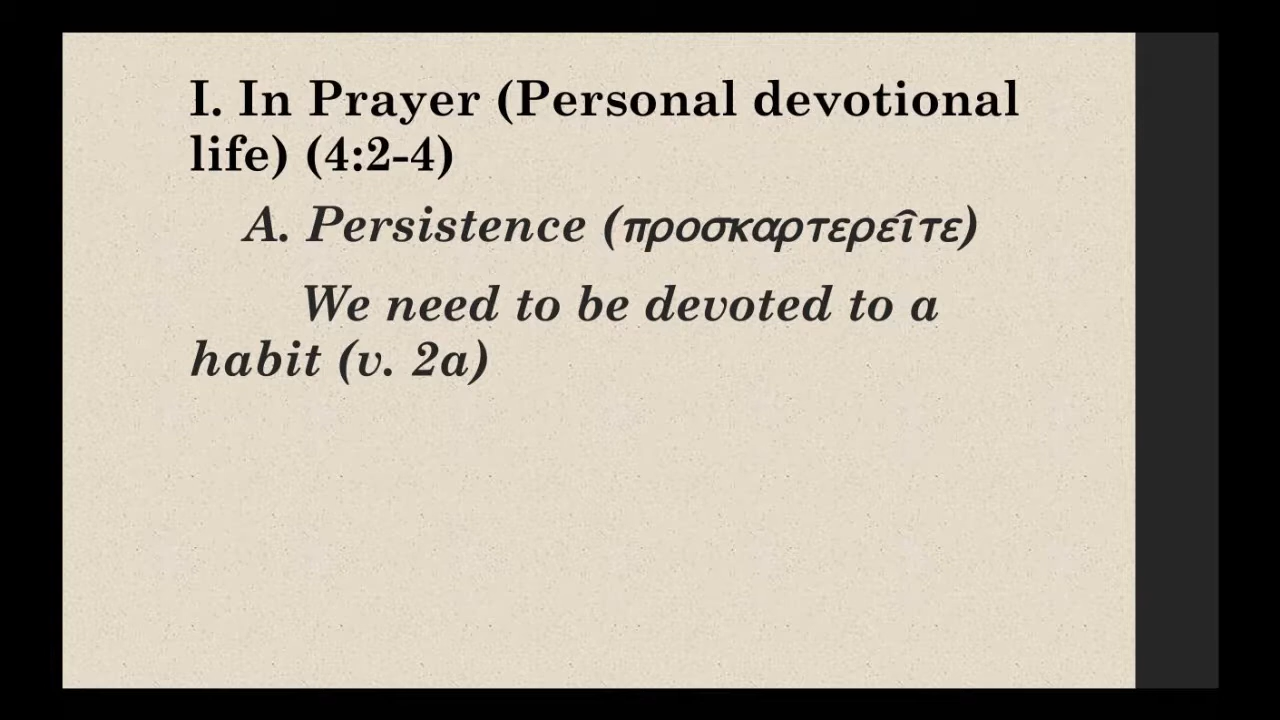 I. In Prayer (Personal devotional
life) (4:2-4)
A. Persistence (προσκαρτερεῖτε)
We need to be devoted to a
habit (v. 2a)